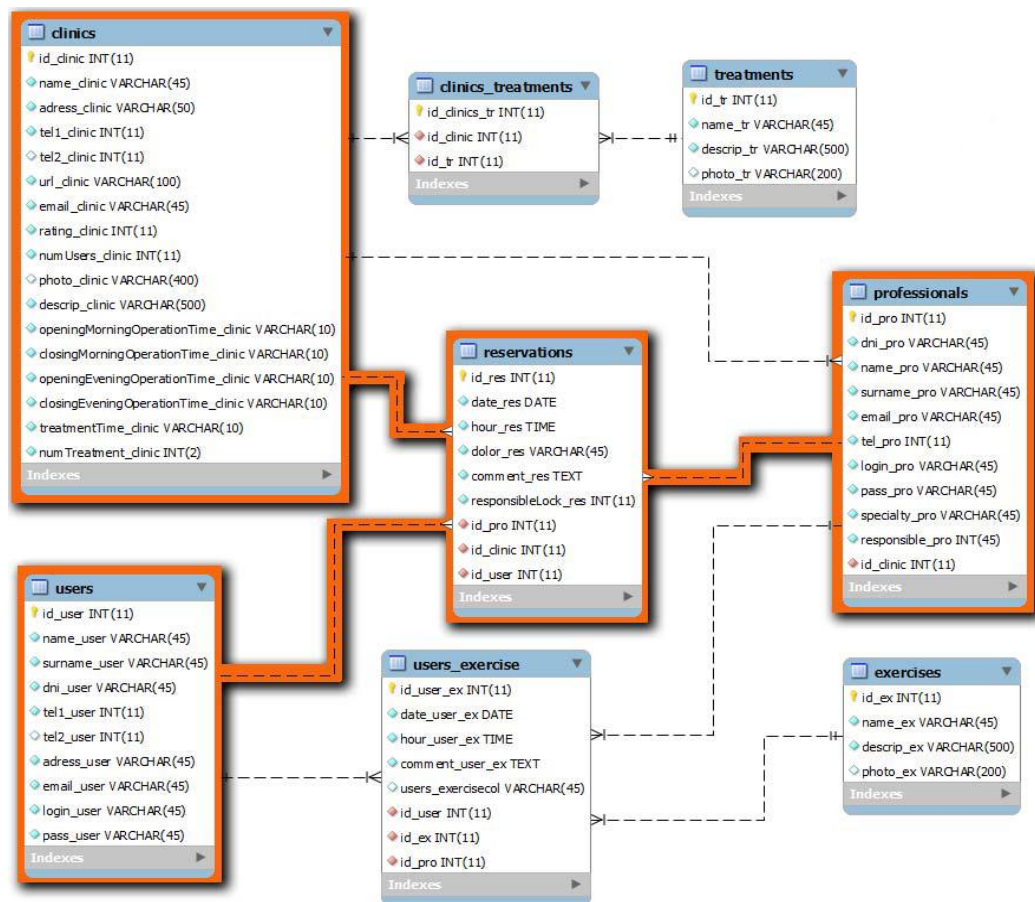 clinics
id_clinic INT(11)
name_clinic VARCHAR(45)
adress_clinic VARCHAR(50)
tel1_clinic INT(11)
tel2_clinic INT(11)
url_clinic VARCHAR(100)
email_clinic VARCHAR(45)
rating_clinic INT(11)
numUsers_clinic INT(11)
photo_clinic VARCHAR(400)
descrip_clinic VARCHAR(500)
openingMorningOperationTime_clinic VARCHAR(10)
closingMorningOperationTime_clinic VARCHAR(10)
openingEveningOperationTime_clinic VARCHAR(10)
closingEveningOperationTime_clinic VARCHAR(10)
treatmentTime_clinic VARCHAR(10)
numTreatment_clinic INT(2)
Indexes
clinics_treatments
id_clinics_tr INT(11)
id_clinic INT(11)
id_tr INT(11)
Indexes
treatments
id_tr INT(11)
name_tr VARCHAR(45)
descrip_tr VARCHAR(500)
photo_tr VARCHAR(200)
Indexes
reservations
id_res INT(11)
date_res DATE
hour_res TIME
dolor_res VARCHAR(45)
comment_res TEXT
responsibleLock_res INT(11)
id_pro INT(11)
id_clinic INT(11)
id_user INT(11)
Indexes
professionals
id_pro INT(11)
dni_pro VARCHAR(45)
name_pro VARCHAR(45)
surname_pro VARCHAR(45)
email_pro VARCHAR(45)
tel_pro INT(11)
login_pro VARCHAR(45)
pass_pro VARCHAR(45)
specialty_pro VARCHAR(45)
responsible_pro INT(45)
id_clinic INT(11)
Indexes
users
id_user INT(11)
name_user VARCHAR(45)
surname_user VARCHAR(45)
dni_user VARCHAR(45)
tel1_user INT(11)
tel2_user INT(11)
adress_user VARCHAR(45)
email_user VARCHAR(45)
login_user VARCHAR(45)
pass_user VARCHAR(45)
Indexes
users_exercise
id_user_ex INT(11)
date_user_ex DATE
hour_user_ex TIME
comment_user_ex TEXT
users_exercisecol VARCHAR(45)
id_user INT(11)
id_ex INT(11)
id_pro INT(11)
Indexes
exercises
id_ex INT(11)
name_ex VARCHAR(45)
descrip_ex VARCHAR(500)
photo_ex VARCHAR(200)
Indexes